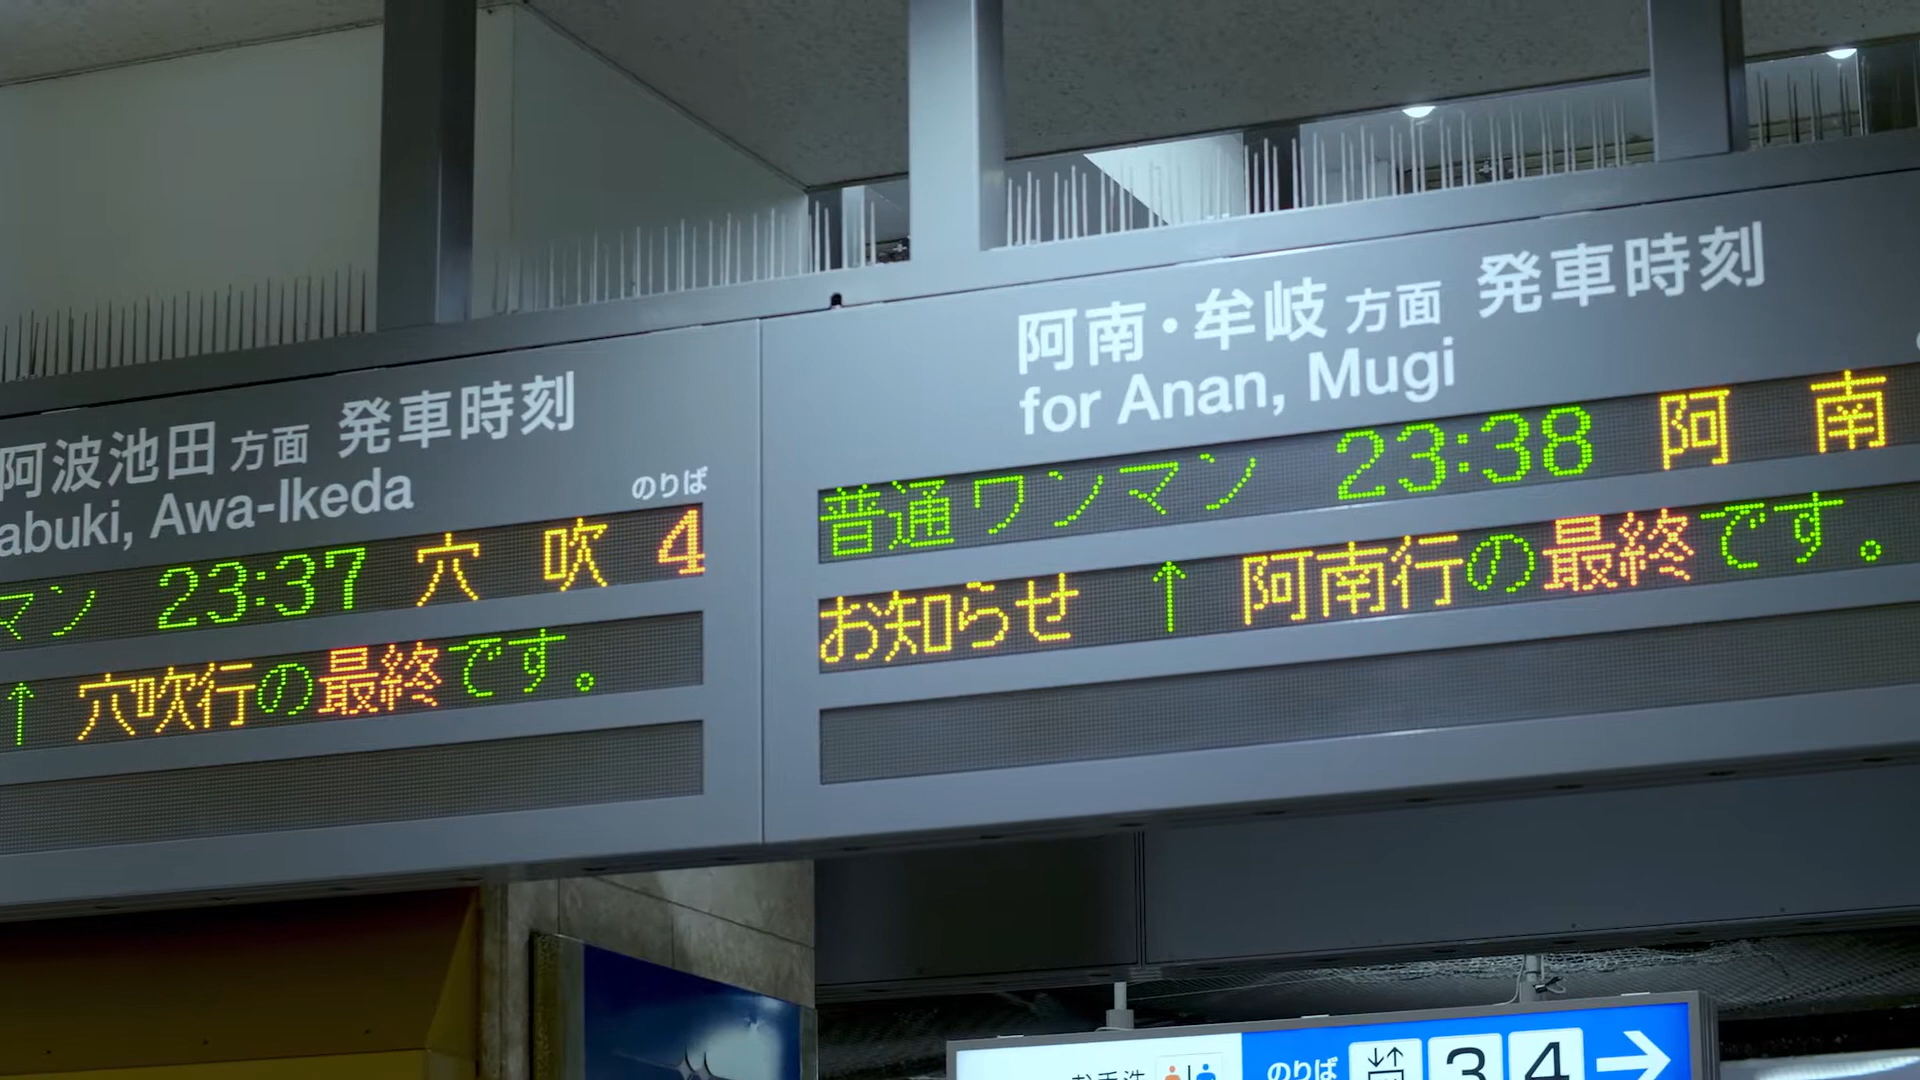 阿波池田方面 発車時刻
abuki, Awa-Ikeda
のりば
マン 23:37 穴 吹 4
↑ 穴吹行の最終です。
阿南・牟岐方面 発車時刻
for Anan, Mugi
普通ワンマン 23:38 阿 南
お知らせ ↑ 阿南行の最終です。
お手洗
のりば 3 4 →